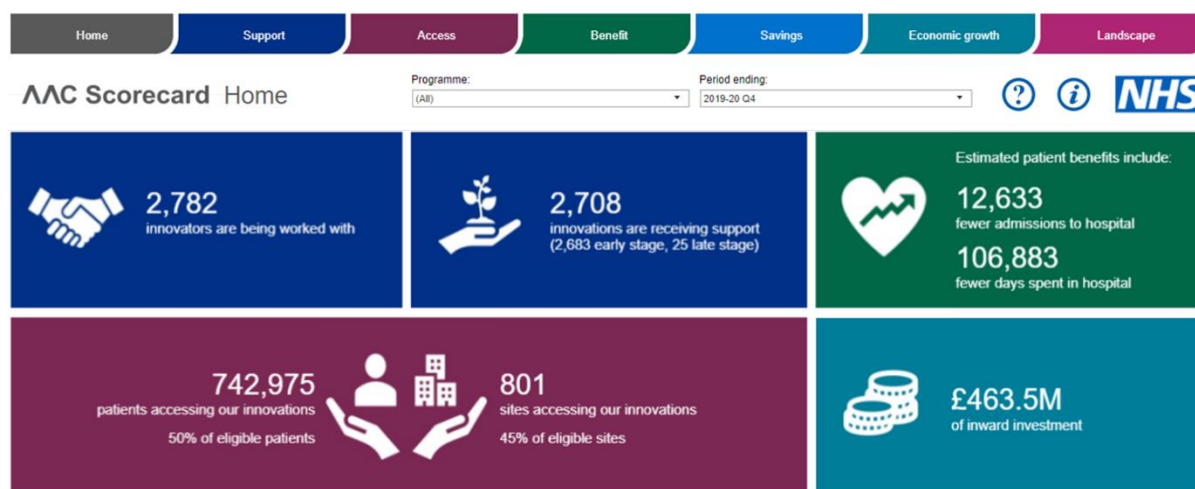 Home
Support
Access
Benefit
Savings
Economic growth
Landscape
AAC Scorecard Home
Programme:
(All)
Period ending:
2019-20 Q4
?
i
NHS
2,782
innovators are being worked with
2,708
innovations are receiving support
(2,683 early stage, 25 late stage)
Estimated patient benefits include:
12,633
fewer admissions to hospital
106,883
fewer days spent in hospital
742,975
patients accessing our innovations
50% of eligible patients
801
sites accessing our innovations
45% of eligible sites
£463.5M
of inward investment